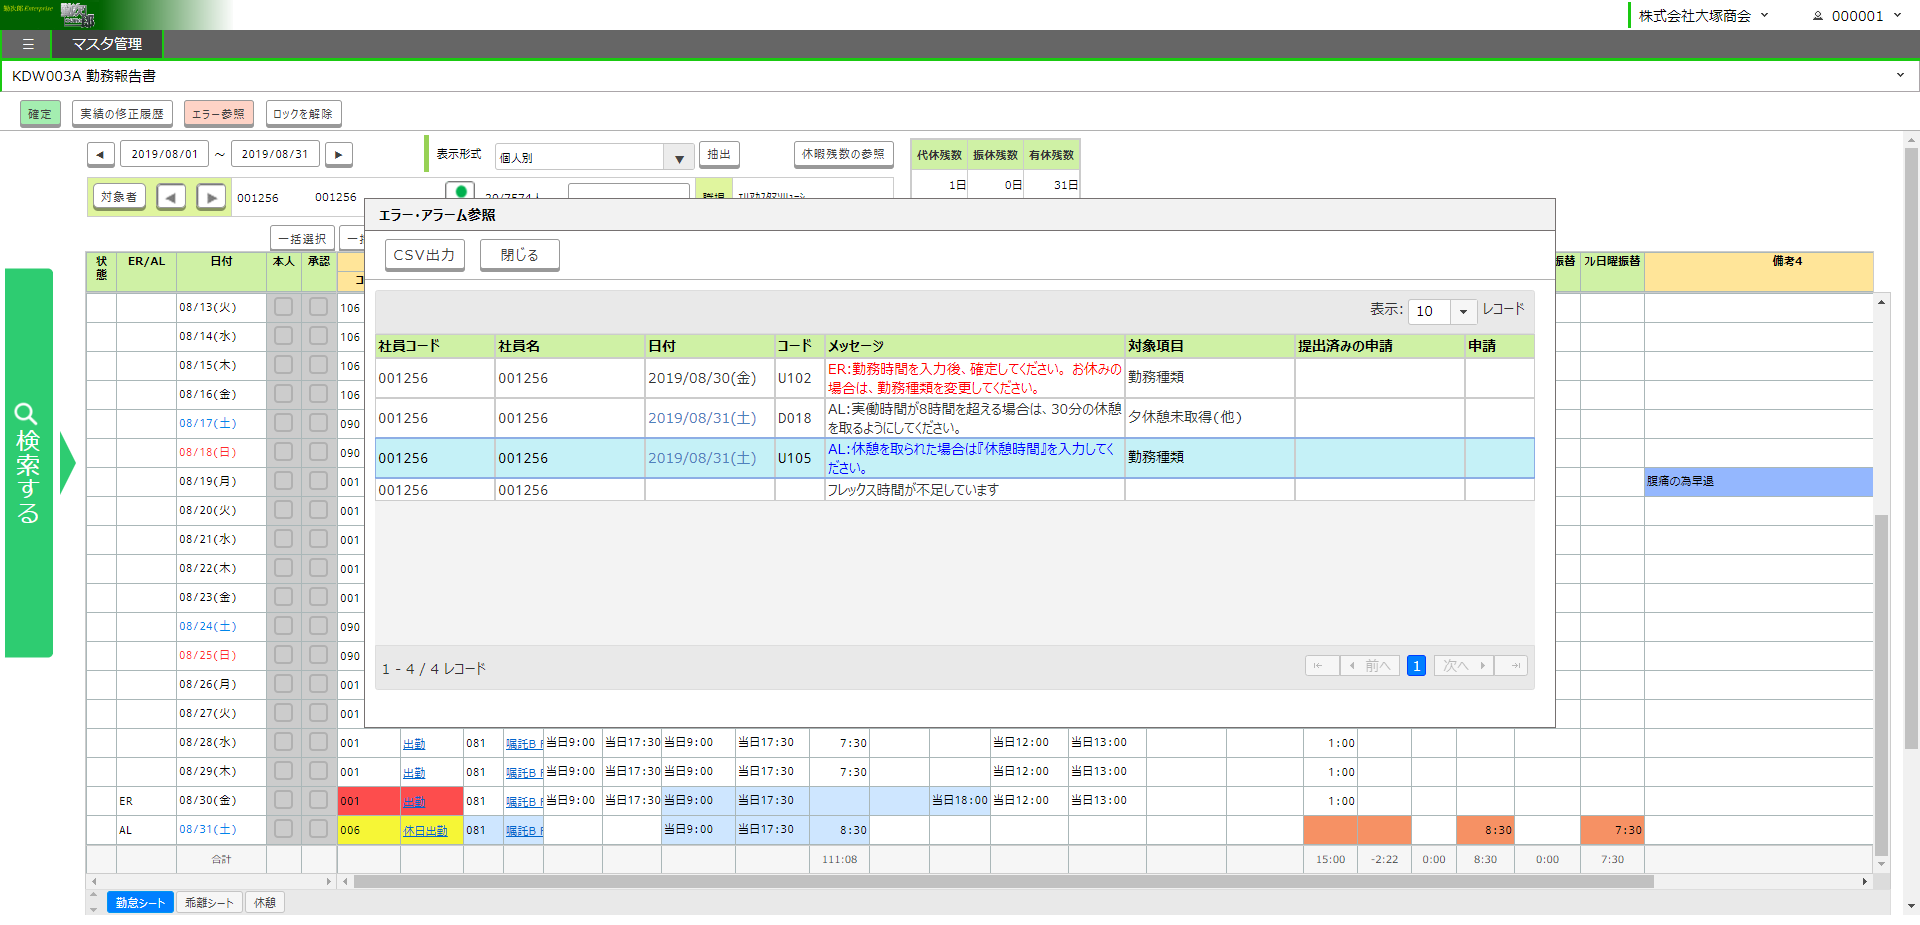 勤次郎Enterprise
株式会社大塚商会
000001
マスタ管理
KDW003A 勤務報告書
確定 実績の修正履歴 エラー参照 ロックを解除
2019/08/01 ～ 2019/08/31
表示形式 個人別 抽出 休暇残数の参照
代休残数 振休残数 有休残数
1日 0日 31日
対象者 001256 001256
一括選択
エラー・アラーム参照
CSV出力 閉じる
表示: 10 レコード
社員コード 社員名 日付 コード メッセージ 対象項目 提出済みの申請 申請
001256 001256 2019/08/30(金) U102 ER:勤務時間を入力後、確定してください。お休みの
場合は、勤務種類を変更してください。 勤務種類
001256 001256 2019/08/31(土) D018 AL:実働時間が8時間を超える場合は、30分の休憩
を取るようにしてください。 夕休憩未取得(他)
001256 001256 2019/08/31(土) U105 AL:休憩を取られた場合は『休憩時間』を入力してく
ださい。 勤務種類
001256 001256 フレックス時間が不足しています
1 - 4 / 4 レコード
前へ 1 次へ
検索する
状態 ER/AL 日付 本人 承認 振替 フレ日曜振替 備考4
08/13(火) 106
08/14(水) 106
08/15(木) 106
08/16(金) 106
08/17(土) 090
08/18(日) 090
08/19(月) 001 腹痛の為早退
08/20(火) 001
08/21(水) 001
08/22(木) 001
08/23(金) 001
08/24(土) 090
08/25(日) 090
08/26(月) 001
08/27(火) 001
08/28(水) 001 出勤 081 嘱託B 当日9:00 当日17:30 当日9:00 当日17:30 7:30 当日12:00 当日13:00 1:00
08/29(木) 001 出勤 081 嘱託B 当日9:00 当日17:30 当日9:00 当日17:30 7:30 当日12:00 当日13:00 1:00
ER 08/30(金) 001 出勤 081 嘱託B 当日9:00 当日17:30 当日9:00 当日17:30 当日18:00 当日12:00 当日13:00 1:00
AL 08/31(土) 006 休日出勤 081 嘱託B 当日9:00 当日17:30 8:30 8:30 7:30
合計 111:08 15:00 -2:22 0:00 8:30 0:00 7:30
勤怠シート 乖離シート 休憩